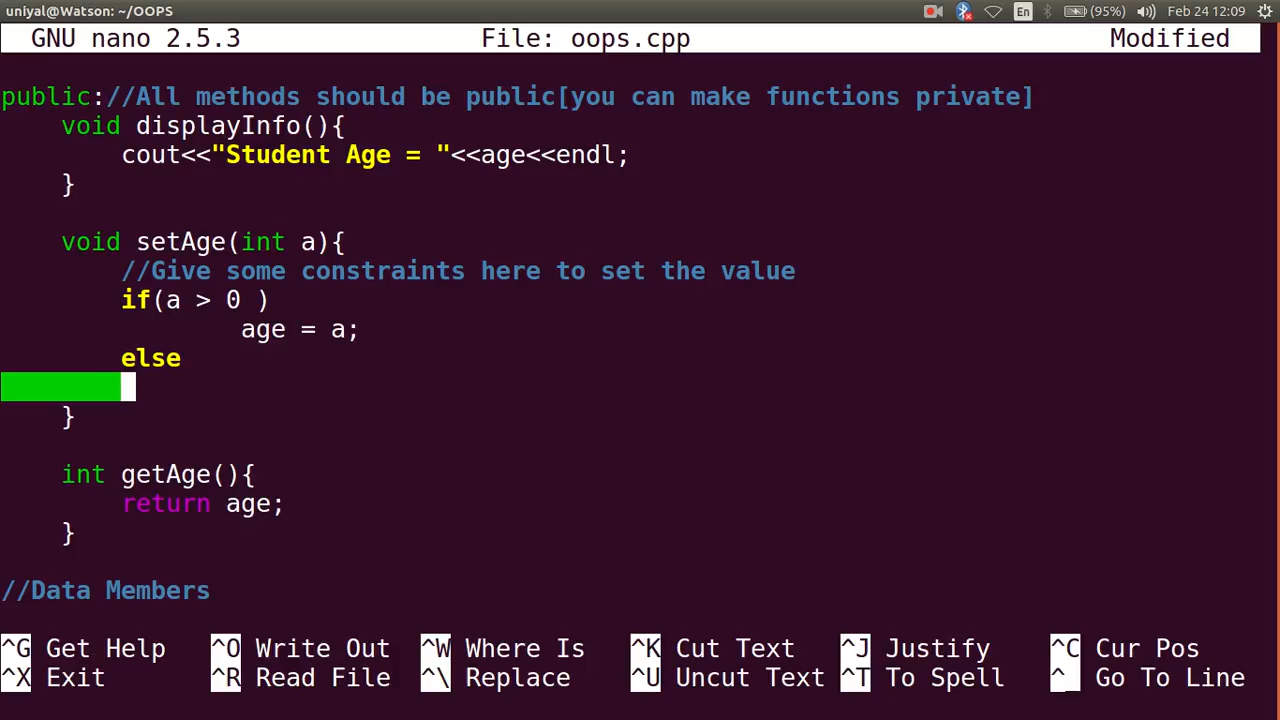 uniyal@Watson: ~/OOPS En (95%) Feb 24 12:09
GNU nano 2.5.3 File: oops.cpp Modified
public://All methods should be public[you can make functions private]
void displayInfo(){
cout<<"Student Age = "<<age<<endl;
}
void setAge(int a){
//Give some constraints here to set the value
if(a > 0 )
age = a;
else
}
int getAge(){
return age;
}
//Data Members
^G Get Help ^O Write Out ^W Where Is ^K Cut Text ^J Justify ^C Cur Pos
^X Exit ^R Read File ^\ Replace ^U Uncut Text ^T To Spell ^_ Go To Line